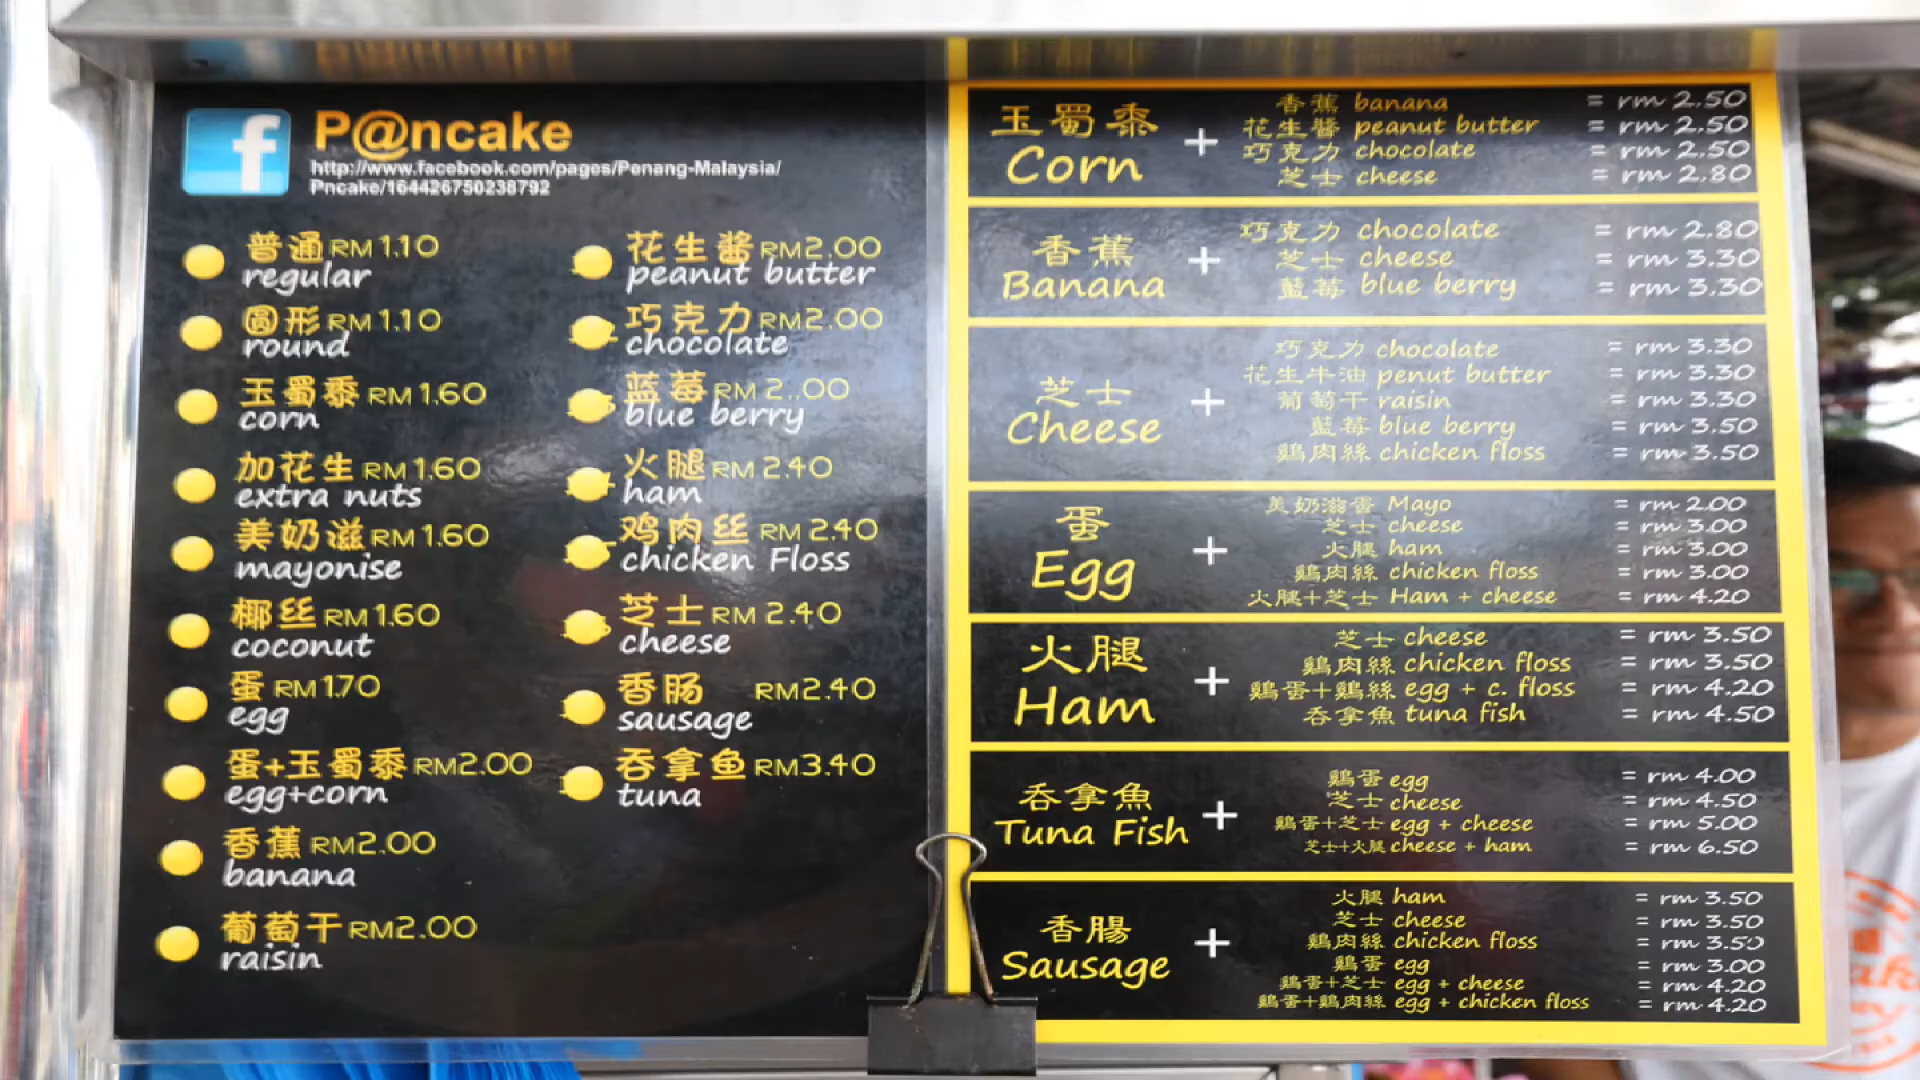 f
P@ncake
http://www.facebook.com/pages/Penang-Malaysia/
Pncake/164426750238792
普通 RM 1.10
regular
圆形 RM 1.10
round
玉蜀黍 RM 1.60
corn
加花生 RM 1.60
extra nuts
美奶滋 RM 1.60
mayonise
椰丝 RM 1.60
coconut
蛋 RM 1.70
egg
蛋+玉蜀黍 RM2.00
egg+corn
香蕉 RM2.00
banana
葡萄干 RM2.00
raisin
花生酱 RM2.00
peanut butter
巧克力 RM2.00
chocolate
蓝莓 RM 2..00
blue berry
火腿 RM 2.40
ham
鸡肉丝 RM 2.40
chicken Floss
芝士 RM 2.40
cheese
香肠 RM2.40
sausage
吞拿鱼 RM3.40
tuna
玉蜀黍
Corn
+
香蕉 banana = rm 2.50
花生醬 peanut butter = rm 2.50
巧克力 chocolate = rm 2.50
芝士 cheese = rm 2.80
香蕉
Banana
+
巧克力 chocolate = rm 2.80
芝士 cheese = rm 3.30
藍莓 blue berry = rm 3.30
芝士
Cheese
+
巧克力 chocolate = rm 3.30
花生牛油 penut butter = rm 3.30
葡萄干 raisin = rm 3.30
藍莓 blue berry = rm 3.50
鷄肉絲 chicken floss = rm 3.50
蛋
Egg
+
美奶滋蛋 Mayo = rm 2.00
芝士 cheese = rm 3.00
火腿 ham = rm 3.00
鷄肉絲 chicken floss = rm 3.00
火腿+芝士 Ham + cheese = rm 4.20
火腿
Ham
+
芝士 cheese = rm 3.50
鷄肉絲 chicken floss = rm 3.50
鷄蛋+鷄絲 egg + c. floss = rm 4.20
吞拿魚 tuna fish = rm 4.50
吞拿魚
Tuna Fish
+
鷄蛋 egg = rm 4.00
芝士 cheese = rm 4.50
鷄蛋+芝士 egg + cheese = rm 5.00
芝士+火腿 cheese + ham = rm 6.50
香腸
Sausage
+
火腿 ham = rm 3.50
芝士 cheese = rm 3.50
鷄肉絲 chicken floss = rm 3.50
鷄蛋 egg = rm 3.00
鷄蛋+芝士 egg + cheese = rm 4.20
鷄蛋+鷄肉絲 egg + chicken floss = rm 4.20